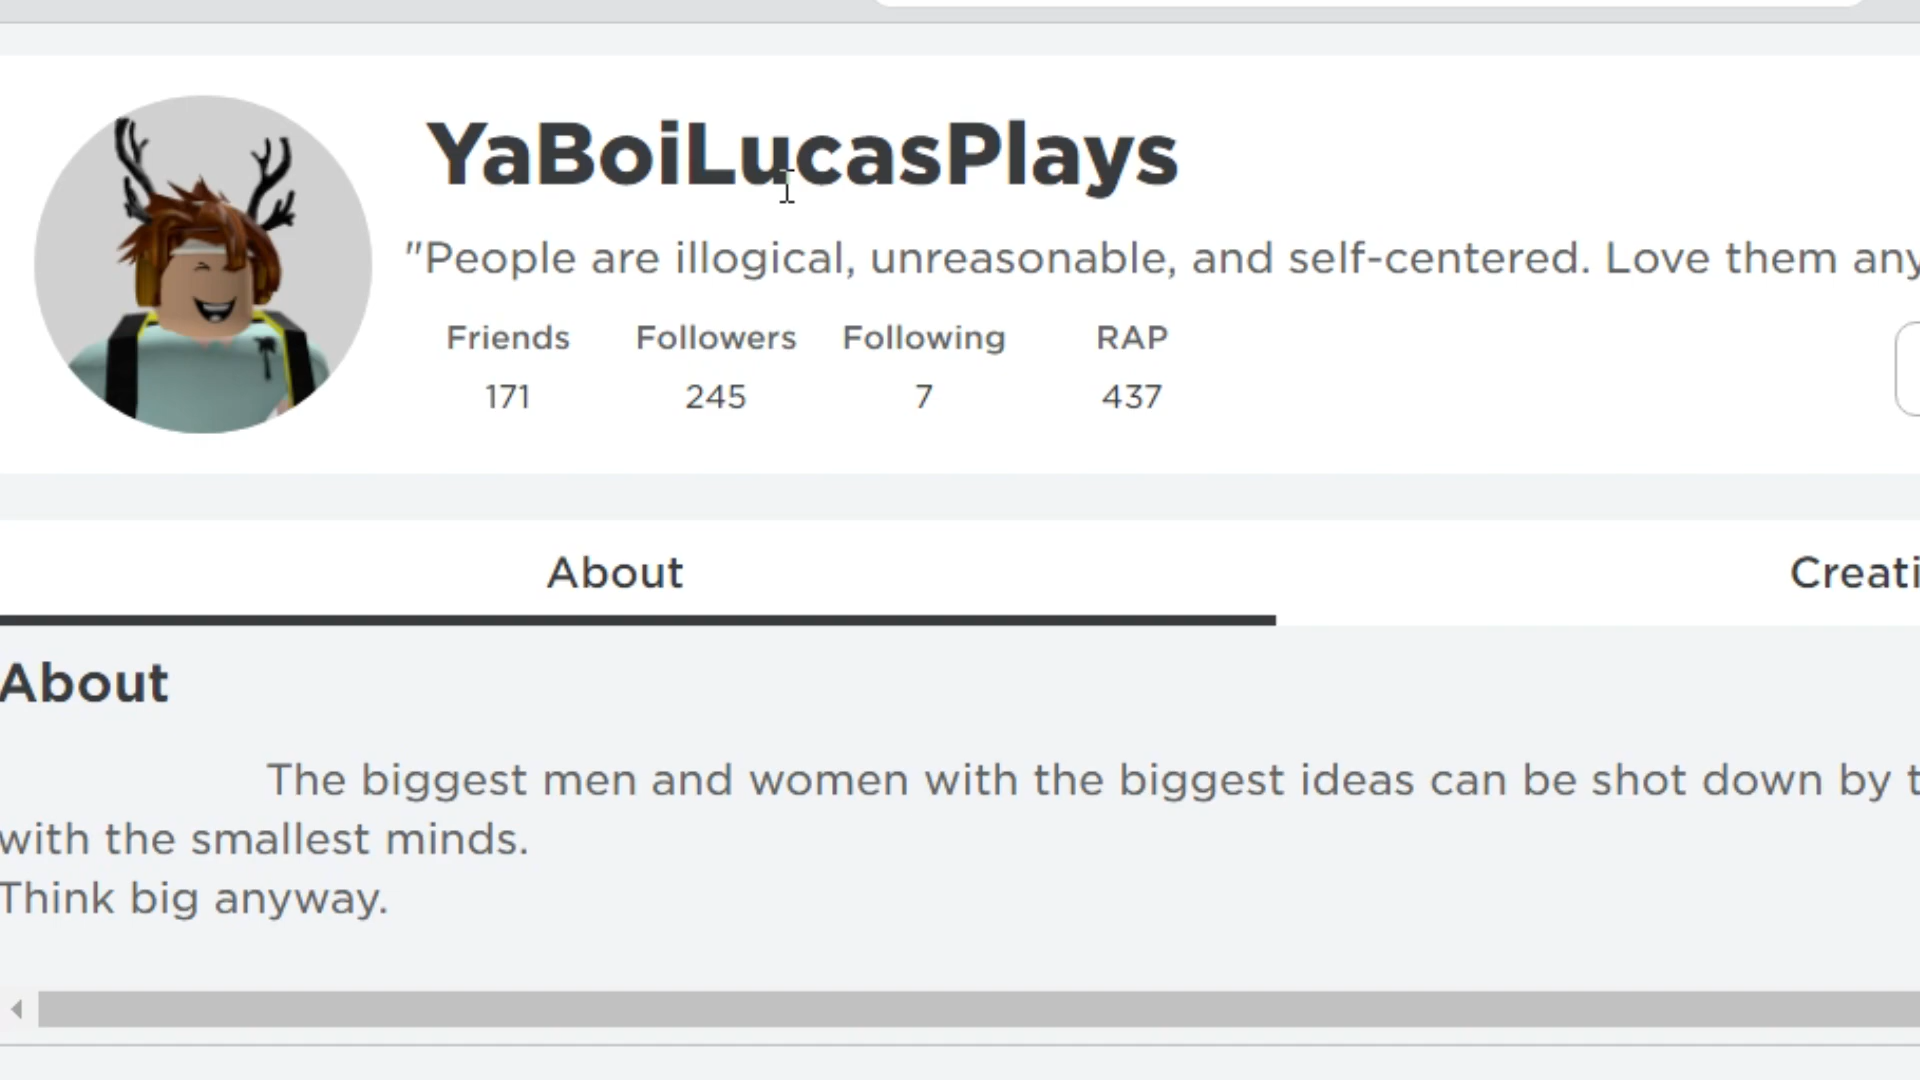 YaBoiLucasPlays
"People are illogical, unreasonable, and self-centered. Love them
Friends Followers Following RAP
171 245 7 437
About
About
The biggest men and women with the biggest ideas can be shot down by
with the smallest minds.
Think big anyway.